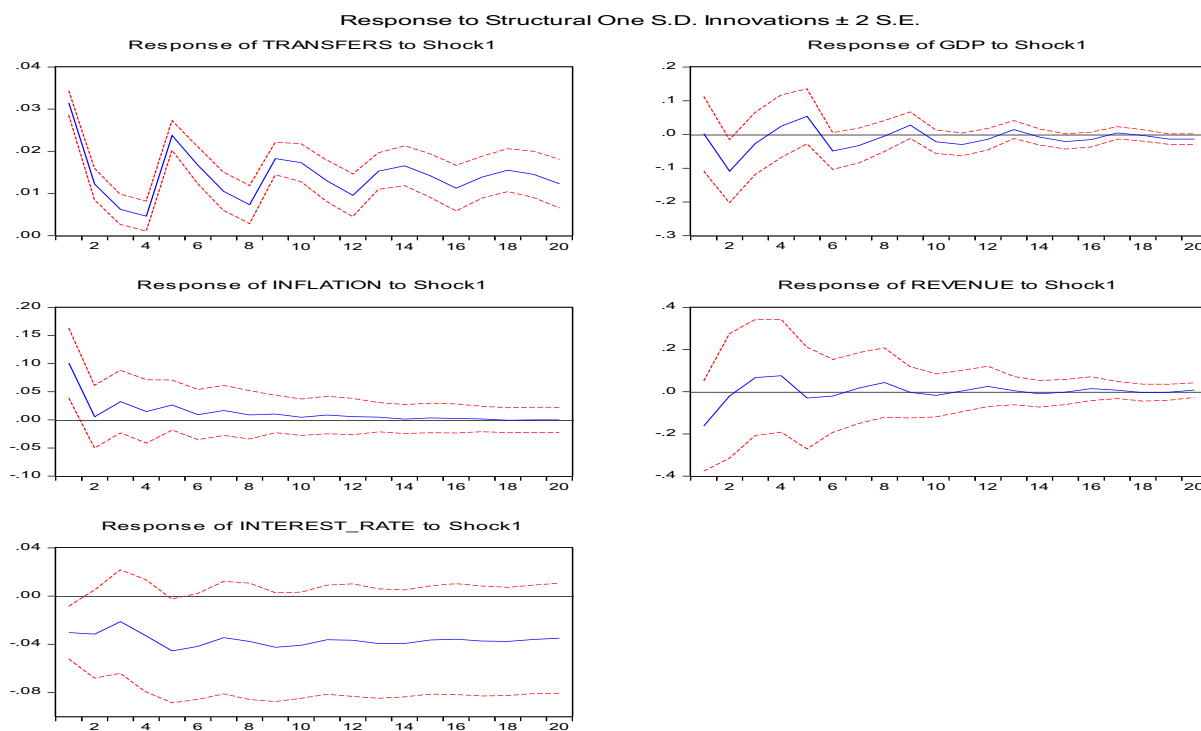 Response to Structural One S.D. Innovations ± 2 S.E.
Response of TRANSFERS to Shock1
.04
.03
.02
.01
.00
2 4 6 8 10 12 14 16 18 20
Response of GDP to Shock1
.2
.1
.0
-.1
-.2
-.3
2 4 6 8 10 12 14 16 18 20
Response of INFLATION to Shock1
.20
.15
.10
.05
.00
-.05
-.10
2 4 6 8 10 12 14 16 18 20
Response of REVENUE to Shock1
.4
.2
.0
-.2
-.4
2 4 6 8 10 12 14 16 18 20
Response of INTEREST_RATE to Shock1
.04
.00
-.04
-.08
2 4 6 8 10 12 14 16 18 20